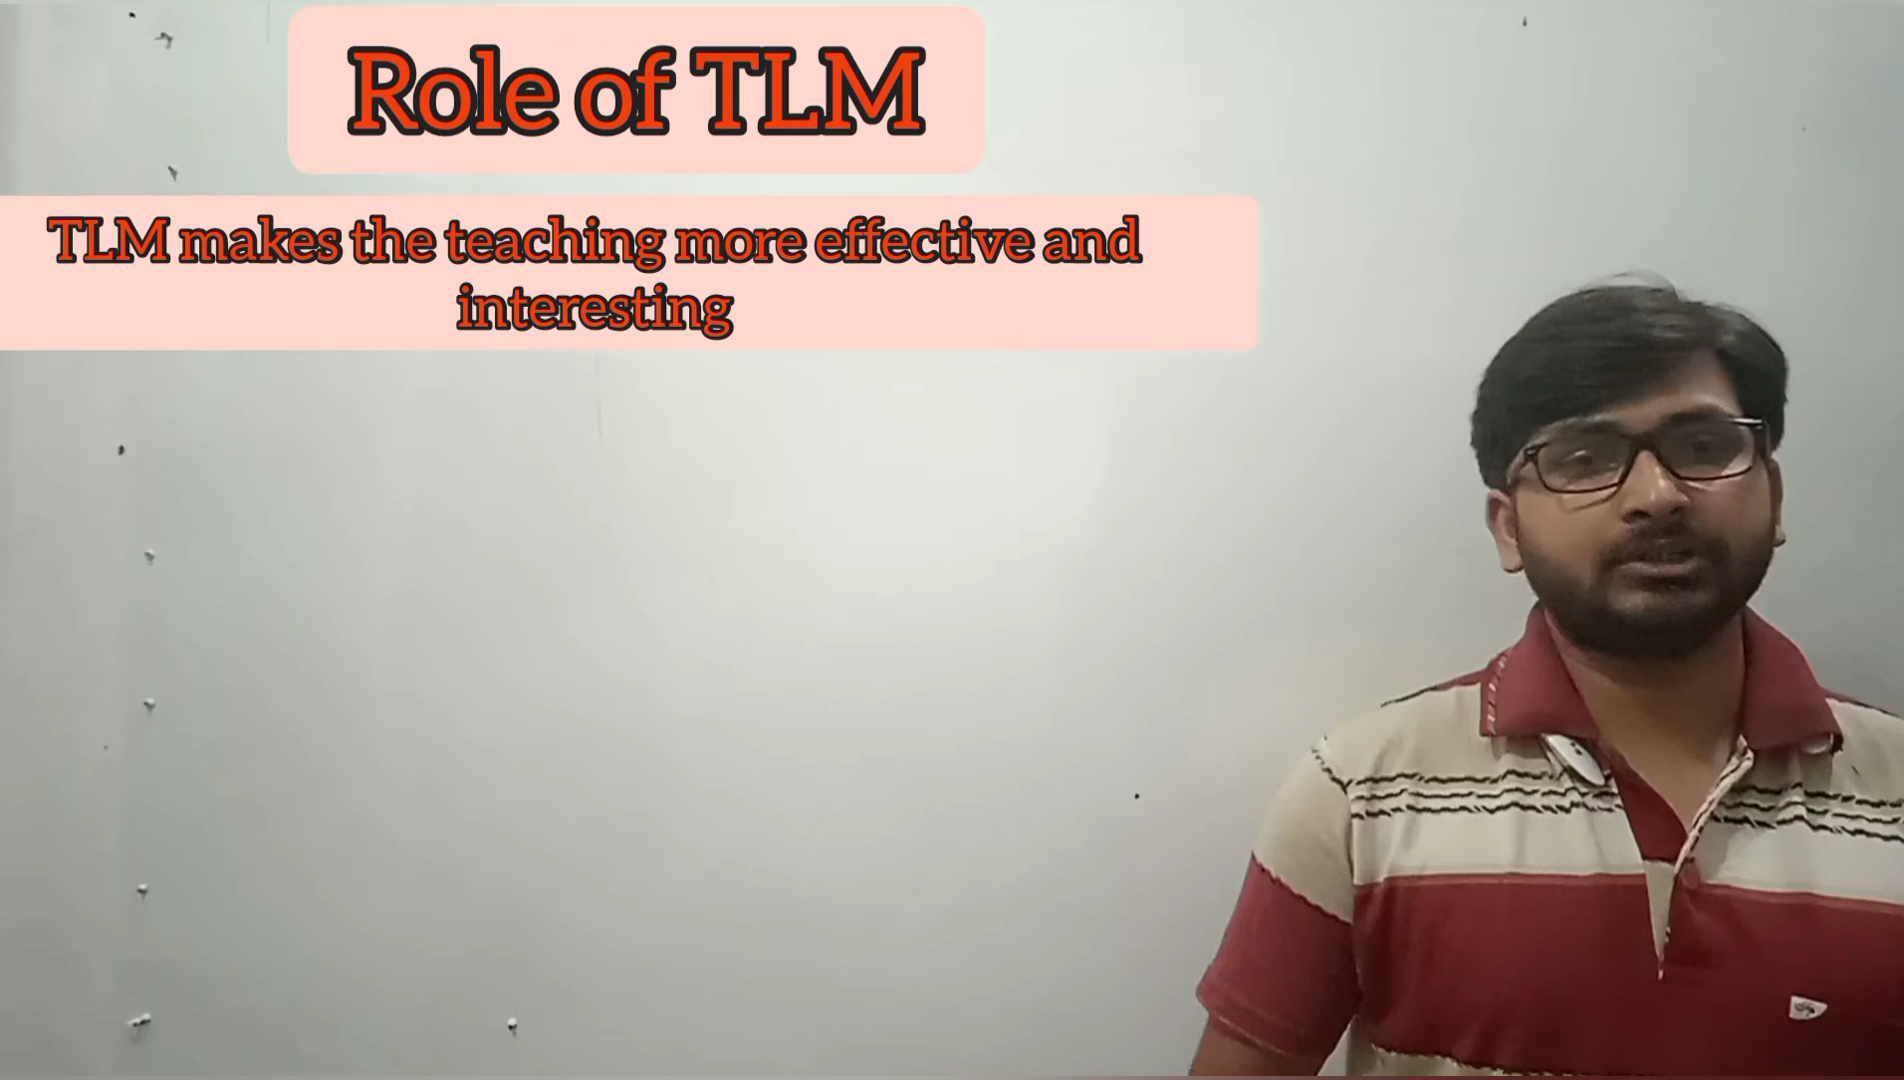 Role of TLM
TLM makes the teaching more effective and
interesting